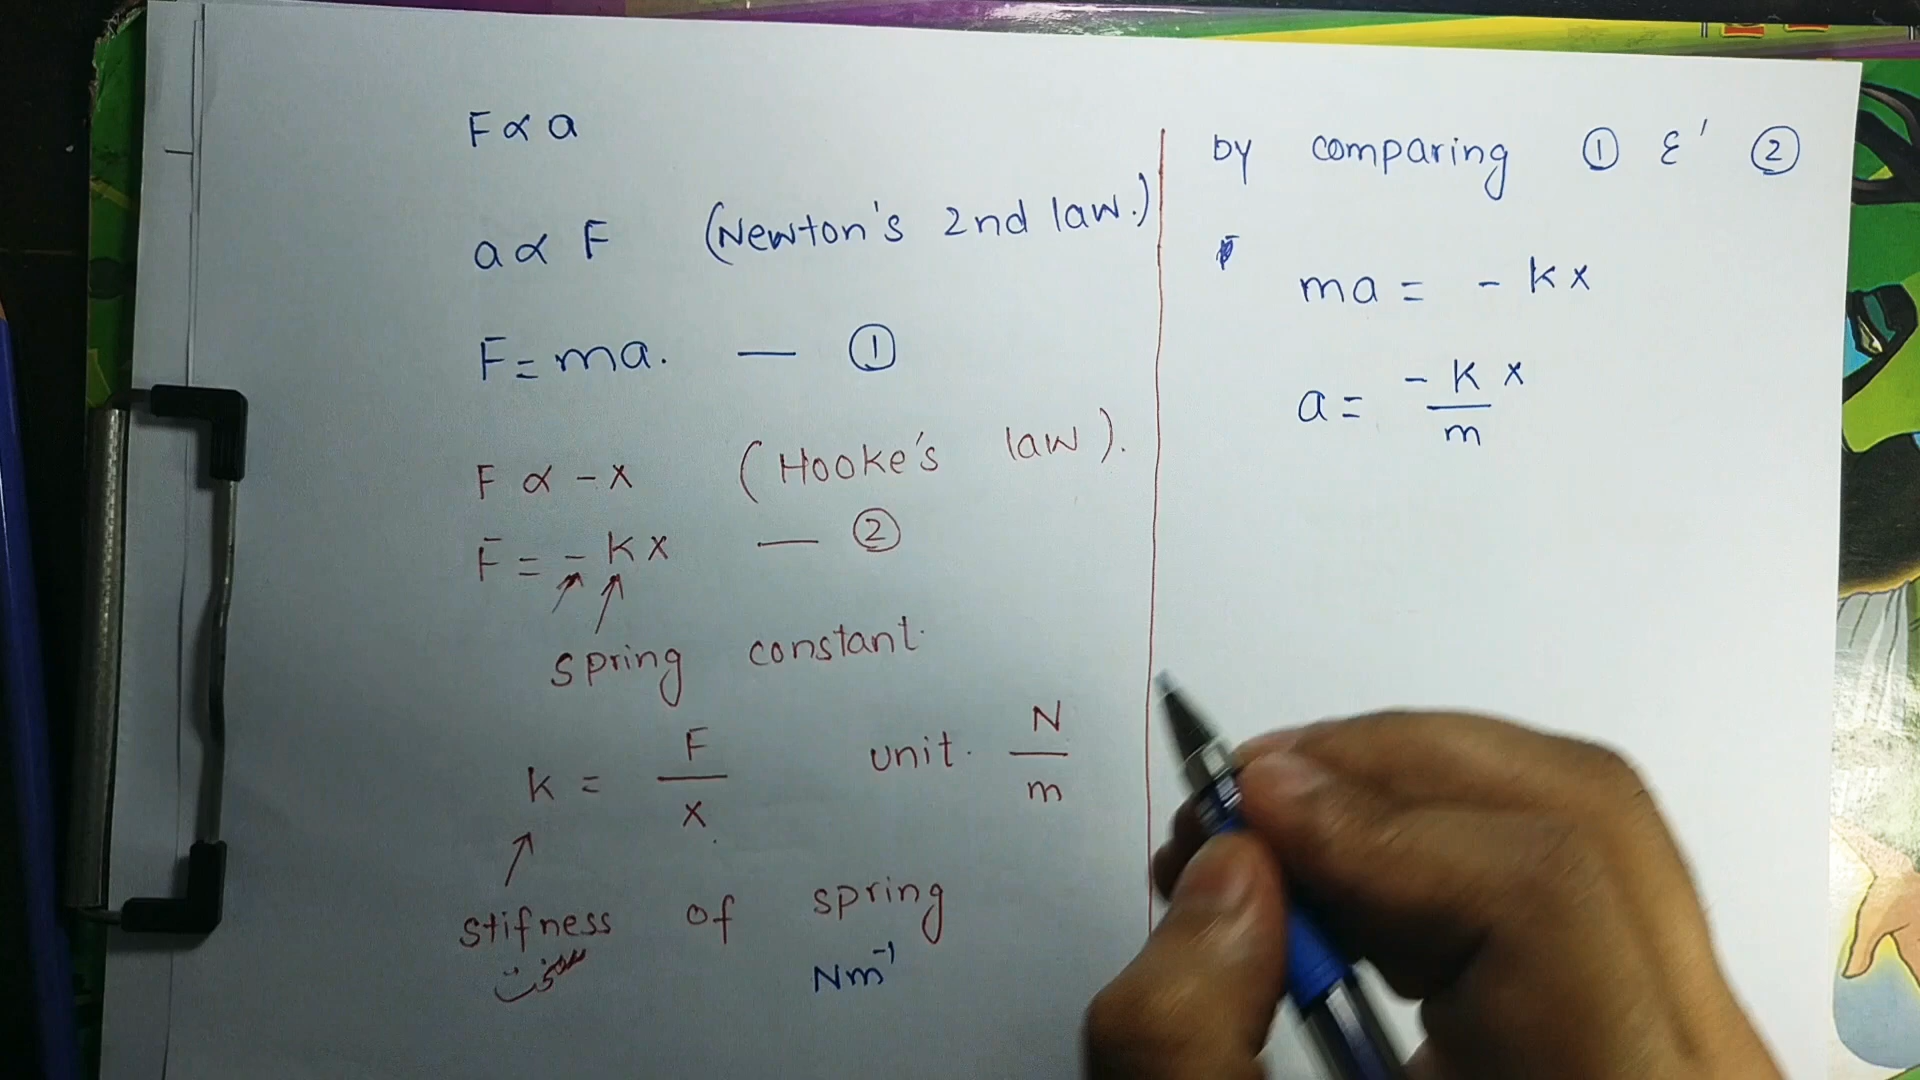 F ∝ a
a ∝ F (Newton's 2nd law.)
F = ma. — ①
F ∝ - x (Hooke's law).
F = - kx — ②
spring constant.
k = F/x unit. N/m
stifness of spring
سخت Nm⁻¹
by comparing ① & ②
ma = - kx
a = - k/m x